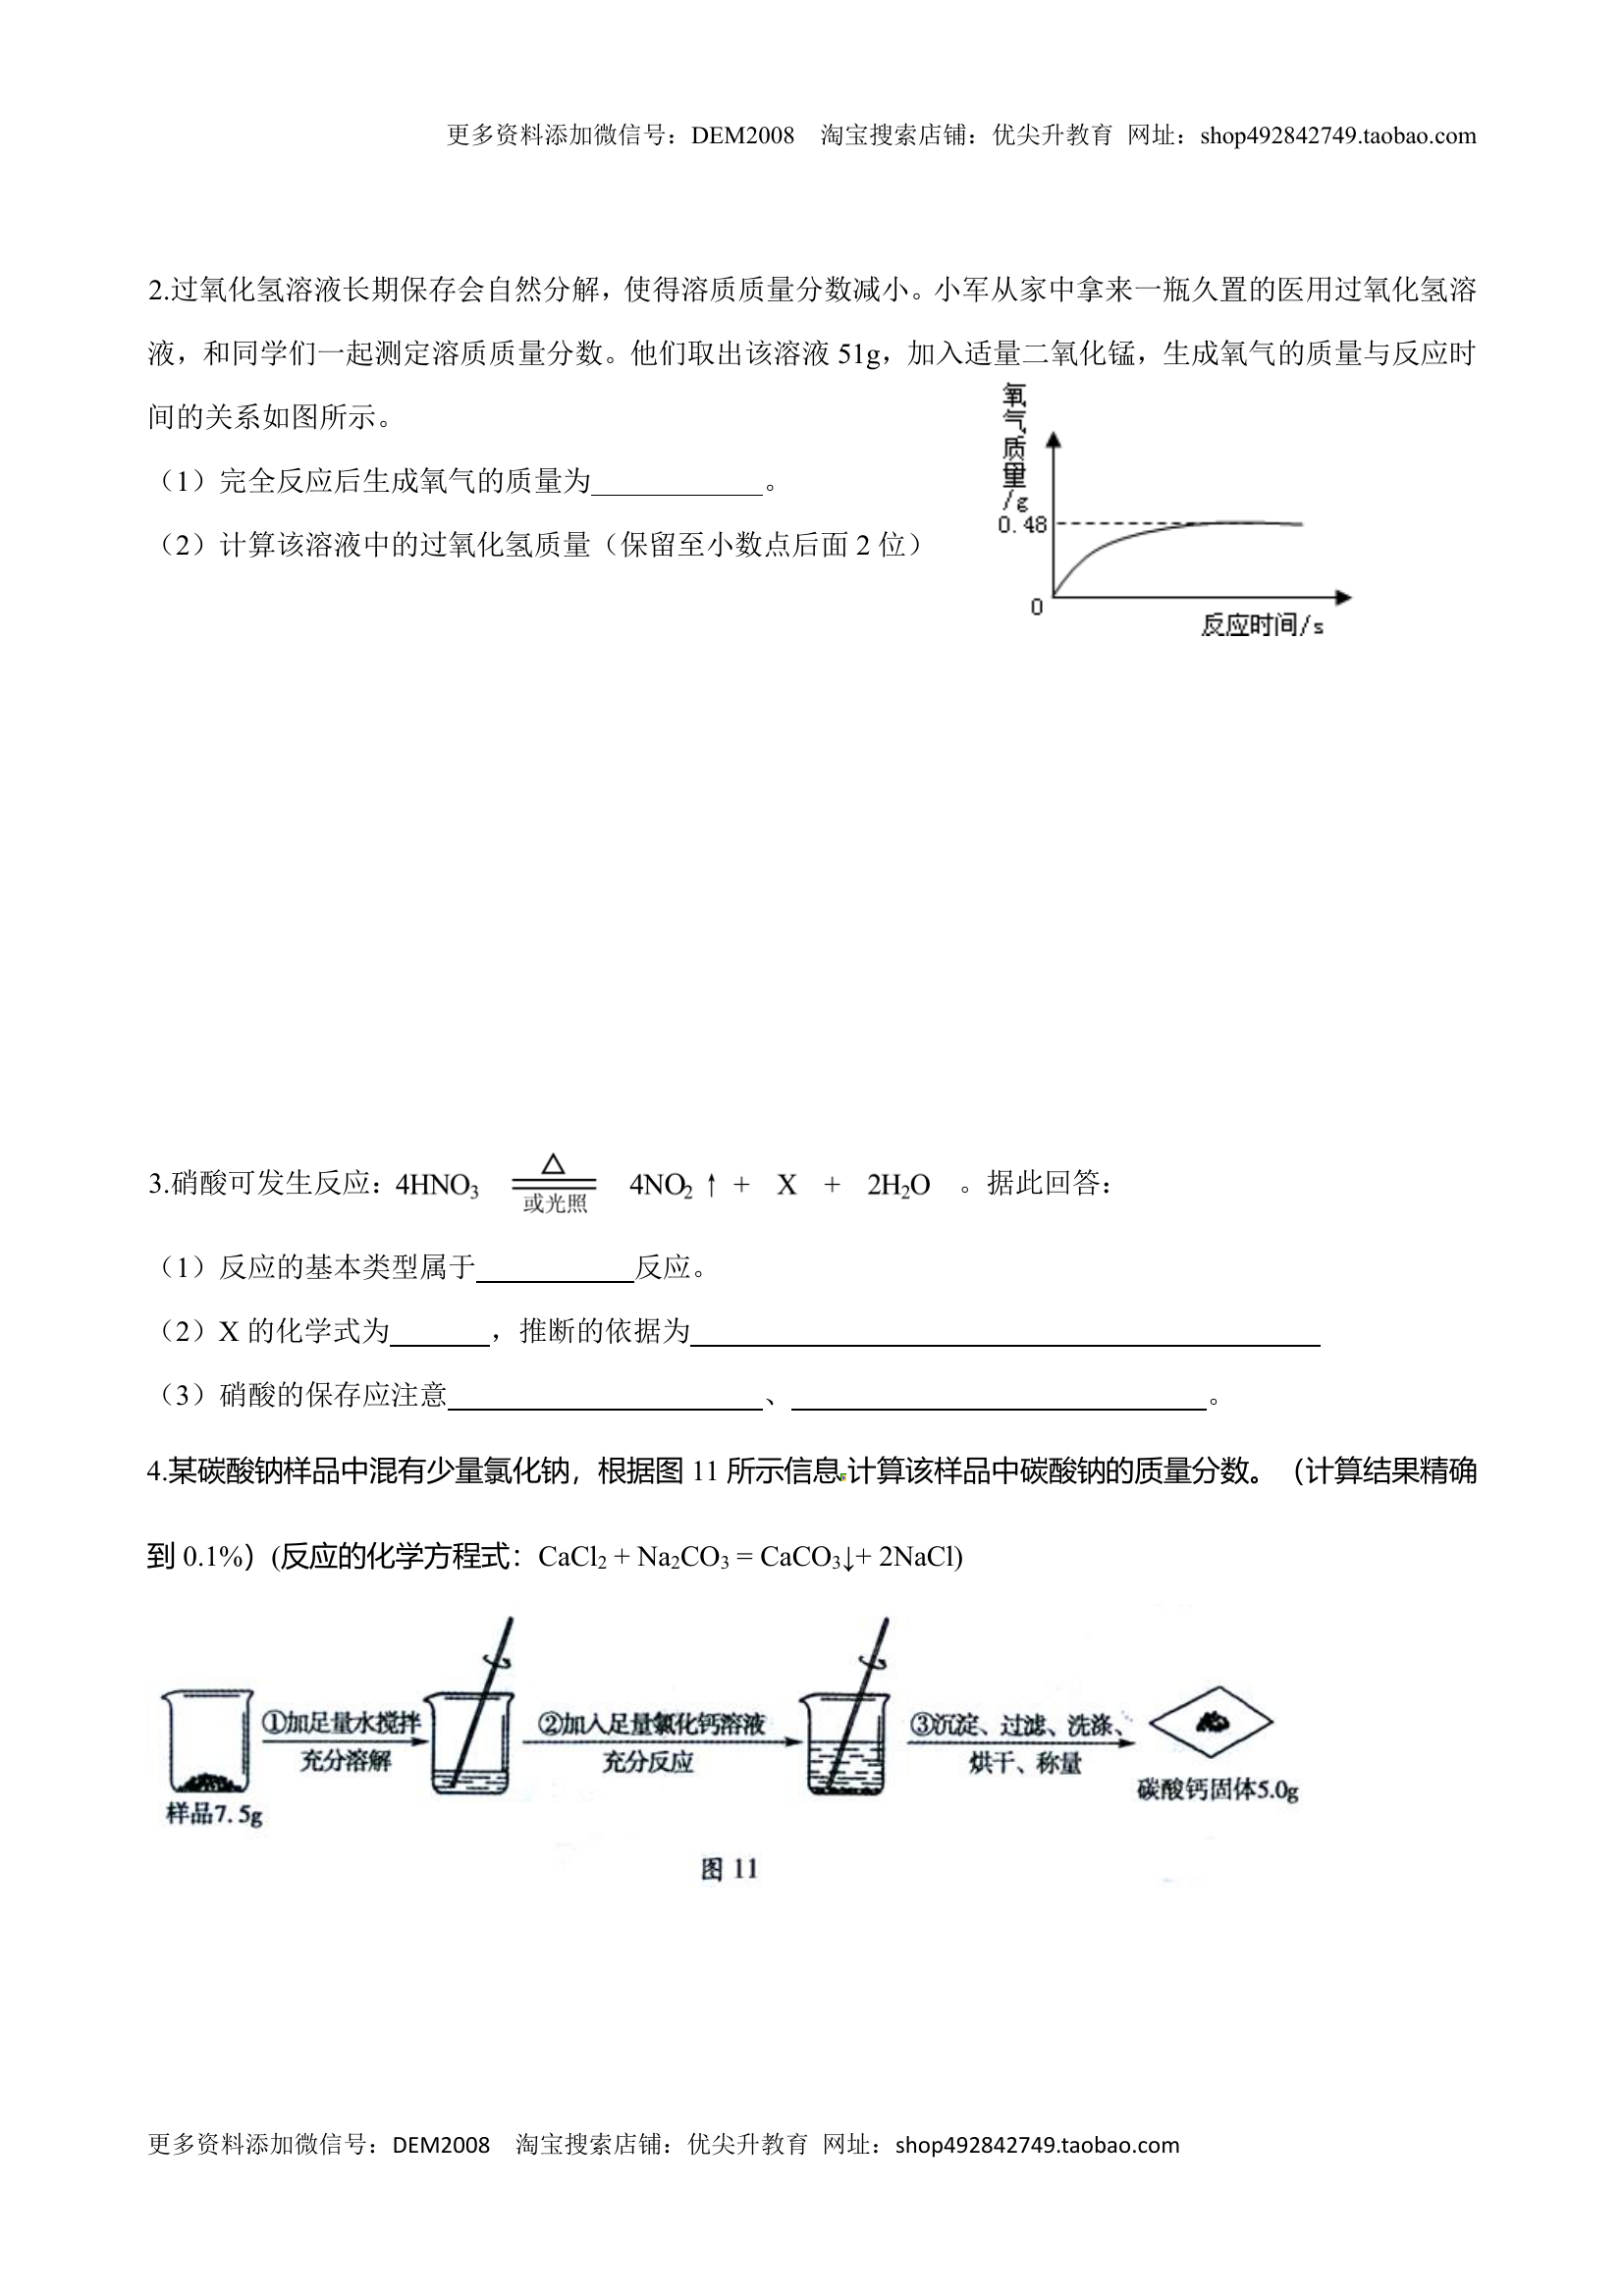 更多资料添加微信号：DEM2008 淘宝搜索店铺：优尖升教育 网址：shop492842749.taobao.com
2.过氧化氢溶液长期保存会自然分解，使得溶质质量分数减小。小军从家中拿来一瓶久置的医用过氧化氢溶
液，和同学们一起测定溶质质量分数。他们取出该溶液 51g，加入适量二氧化锰，生成氧气的质量与反应时
间的关系如图所示。
（1）完全反应后生成氧气的质量为____________。
（2）计算该溶液中的过氧化氢质量（保留至小数点后面 2 位）
氧气质量/g
0.48
0
反应时间/s
3.硝酸可发生反应：4HNO₃ △ 或光照 4NO₂↑ + X + 2H₂O 。据此回答：
（1）反应的基本类型属于___________反应。
（2）X 的化学式为_______，推断的依据为____________________________________________
（3）硝酸的保存应注意______________________、_____________________________。
4.某碳酸钠样品中混有少量氯化钠，根据图 11 所示信息计算该样品中碳酸钠的质量分数。（计算结果精确
到 0.1%）(反应的化学方程式：CaCl₂ + Na₂CO₃ = CaCO₃↓+ 2NaCl)
①加足量水搅拌
充分溶解
②加入足量氯化钙溶液
充分反应
③沉淀、过滤、洗涤、
烘干、称量
样品7.5g
碳酸钙固体5.0g
图 11
更多资料添加微信号：DEM2008 淘宝搜索店铺：优尖升教育 网址：shop492842749.taobao.com